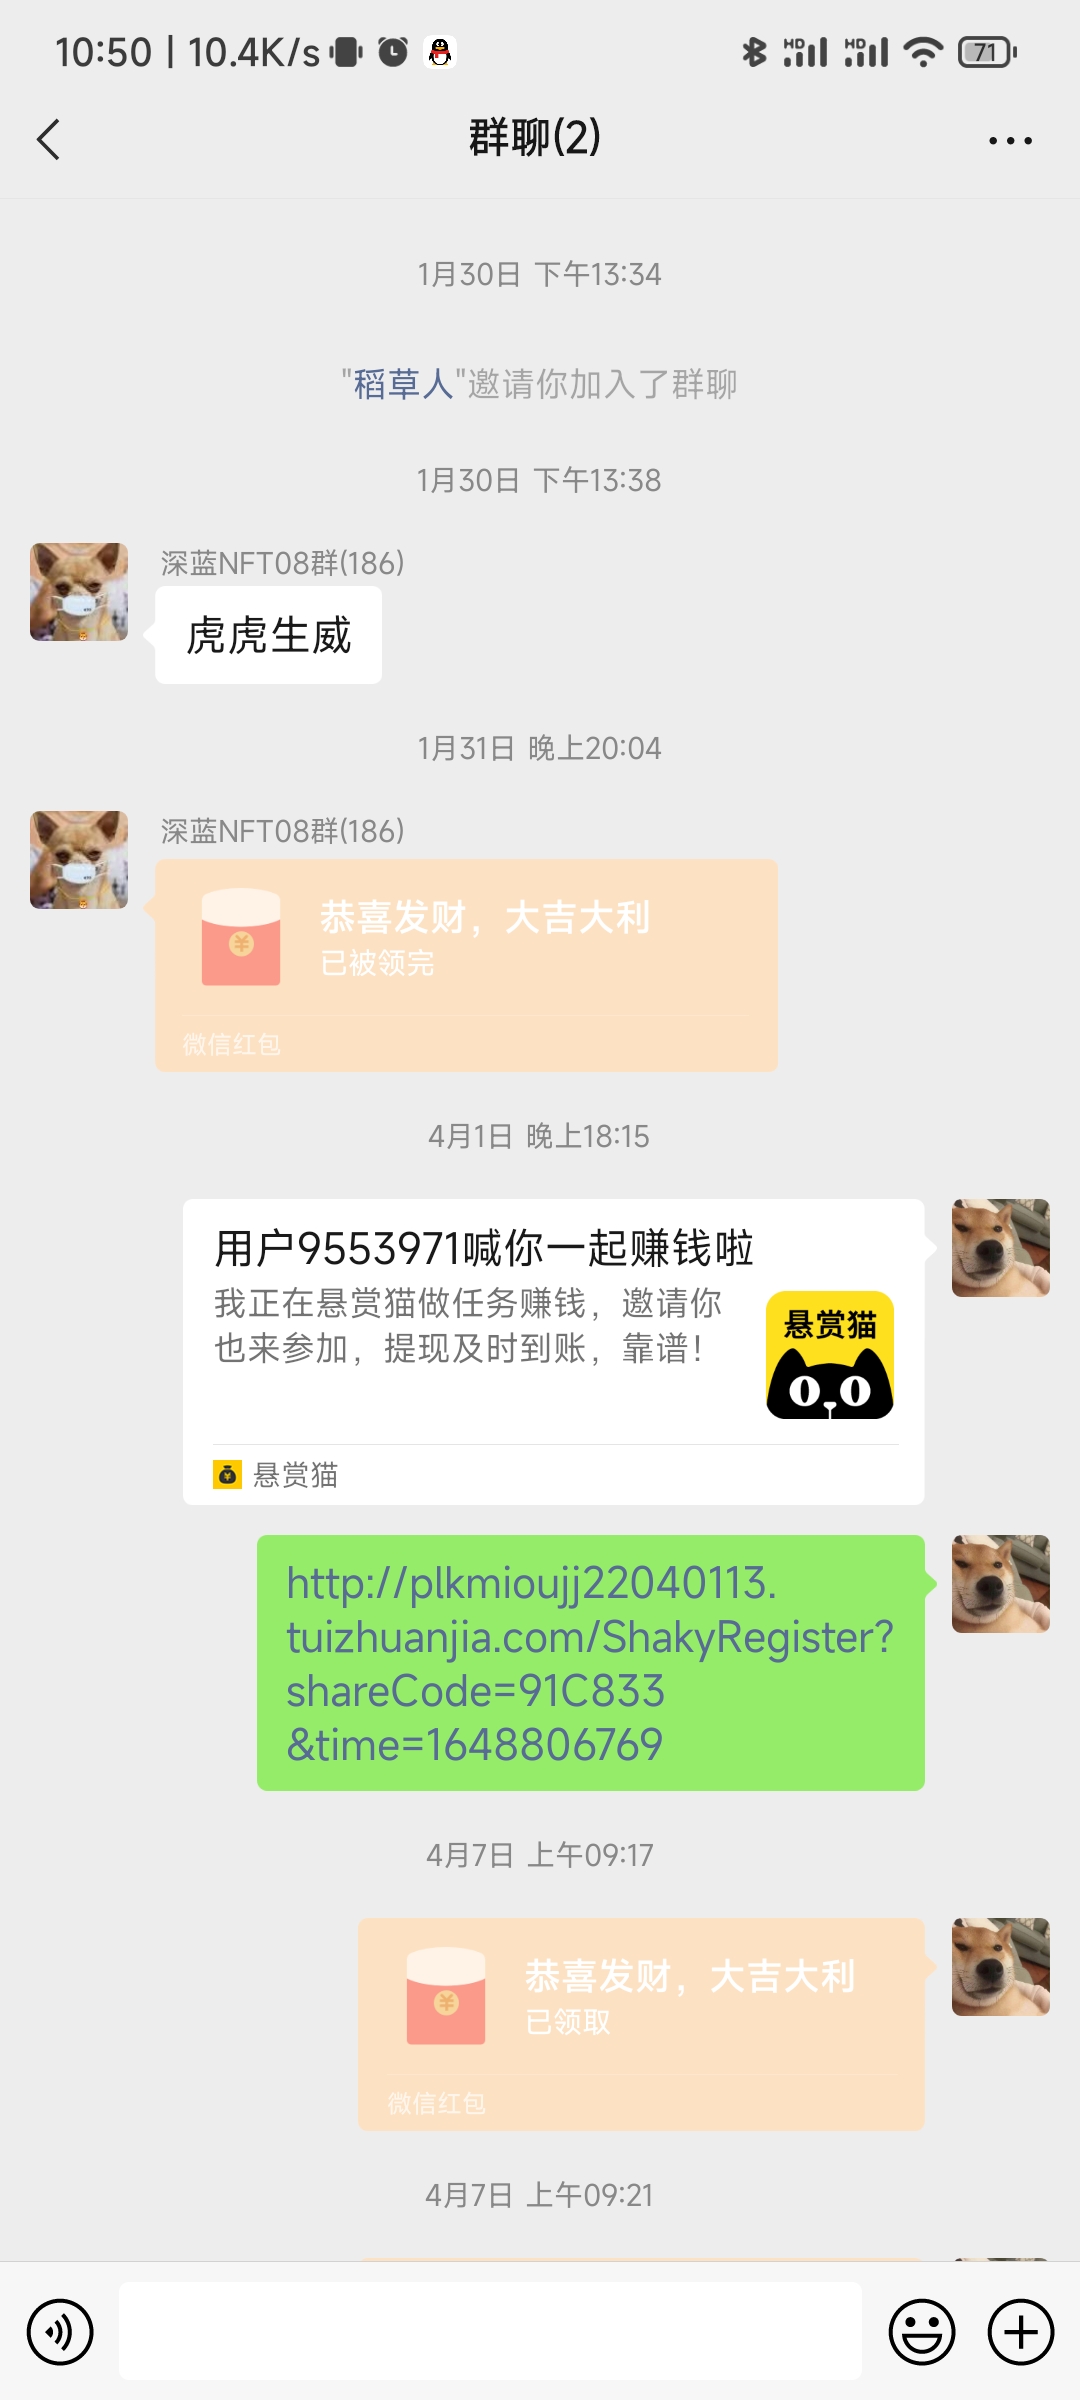 10:50 | 10.4K/s
HD HD 71
群聊(2)
1月30日 下午13:34
"稻草人"邀请你加入了群聊
1月30日 下午13:38
深蓝NFT08群(186)
虎虎生威
1月31日 晚上20:04
深蓝NFT08群(186)
恭喜发财，大吉大利
已被领完
微信红包
4月1日 晚上18:15
用户9553971喊你一起赚钱啦
我正在悬赏猫做任务赚钱，邀请你
也来参加，提现及时到账，靠谱！
悬赏猫
悬赏猫
http://plkmioujj22040113.
tuizhuanjia.com/ShakyRegister?
shareCode=91C833
&time=1648806769
4月7日 上午09:17
恭喜发财，大吉大利
已领取
微信红包
4月7日 上午09:21